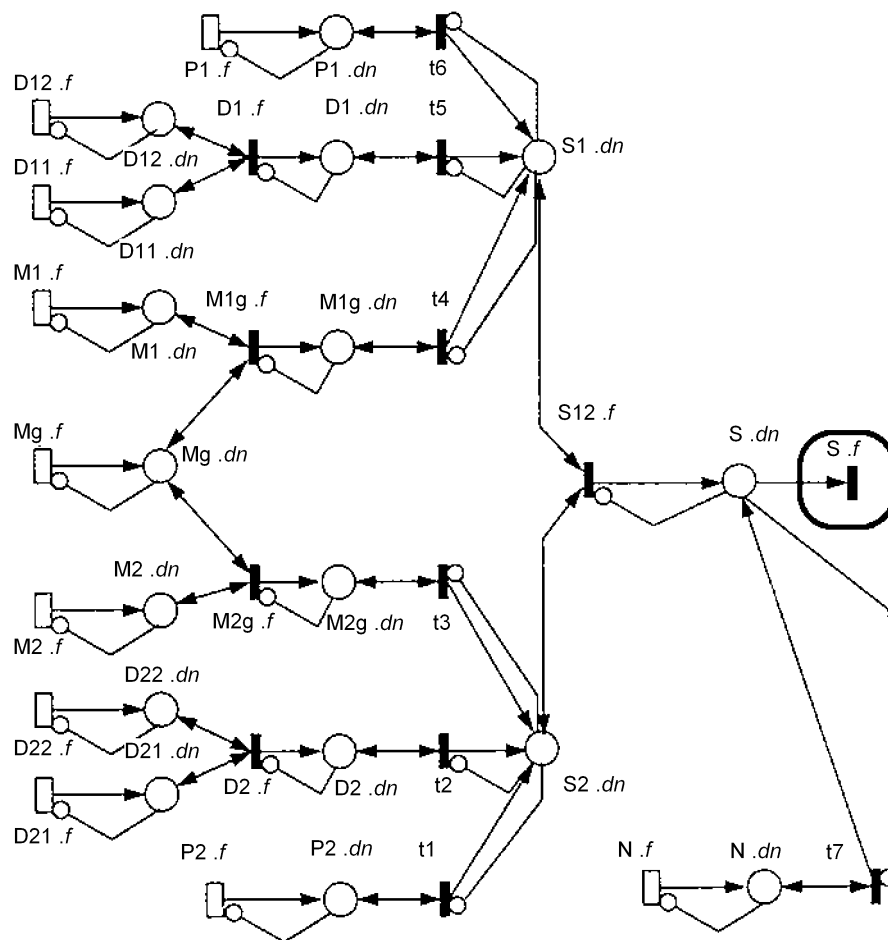 P1 .f
P1 .dn
t6
D12 .f
D1 .f
D1 .dn
t5
S1 .dn
D12 .dn
D11 .f
D11 .dn
M1 .f
M1g .f
M1g .dn
t4
M1 .dn
S12 .f
Mg .f
Mg .dn
S .dn
S .f
M2 .dn
M2g .f
M2g .dn
t3
M2 .f
D22 .dn
D22 .f
D21 .dn
D2 .f
D2 .dn
t2
S2 .dn
D21 .f
P2 .f
P2 .dn
t1
N .f
N .dn
t7